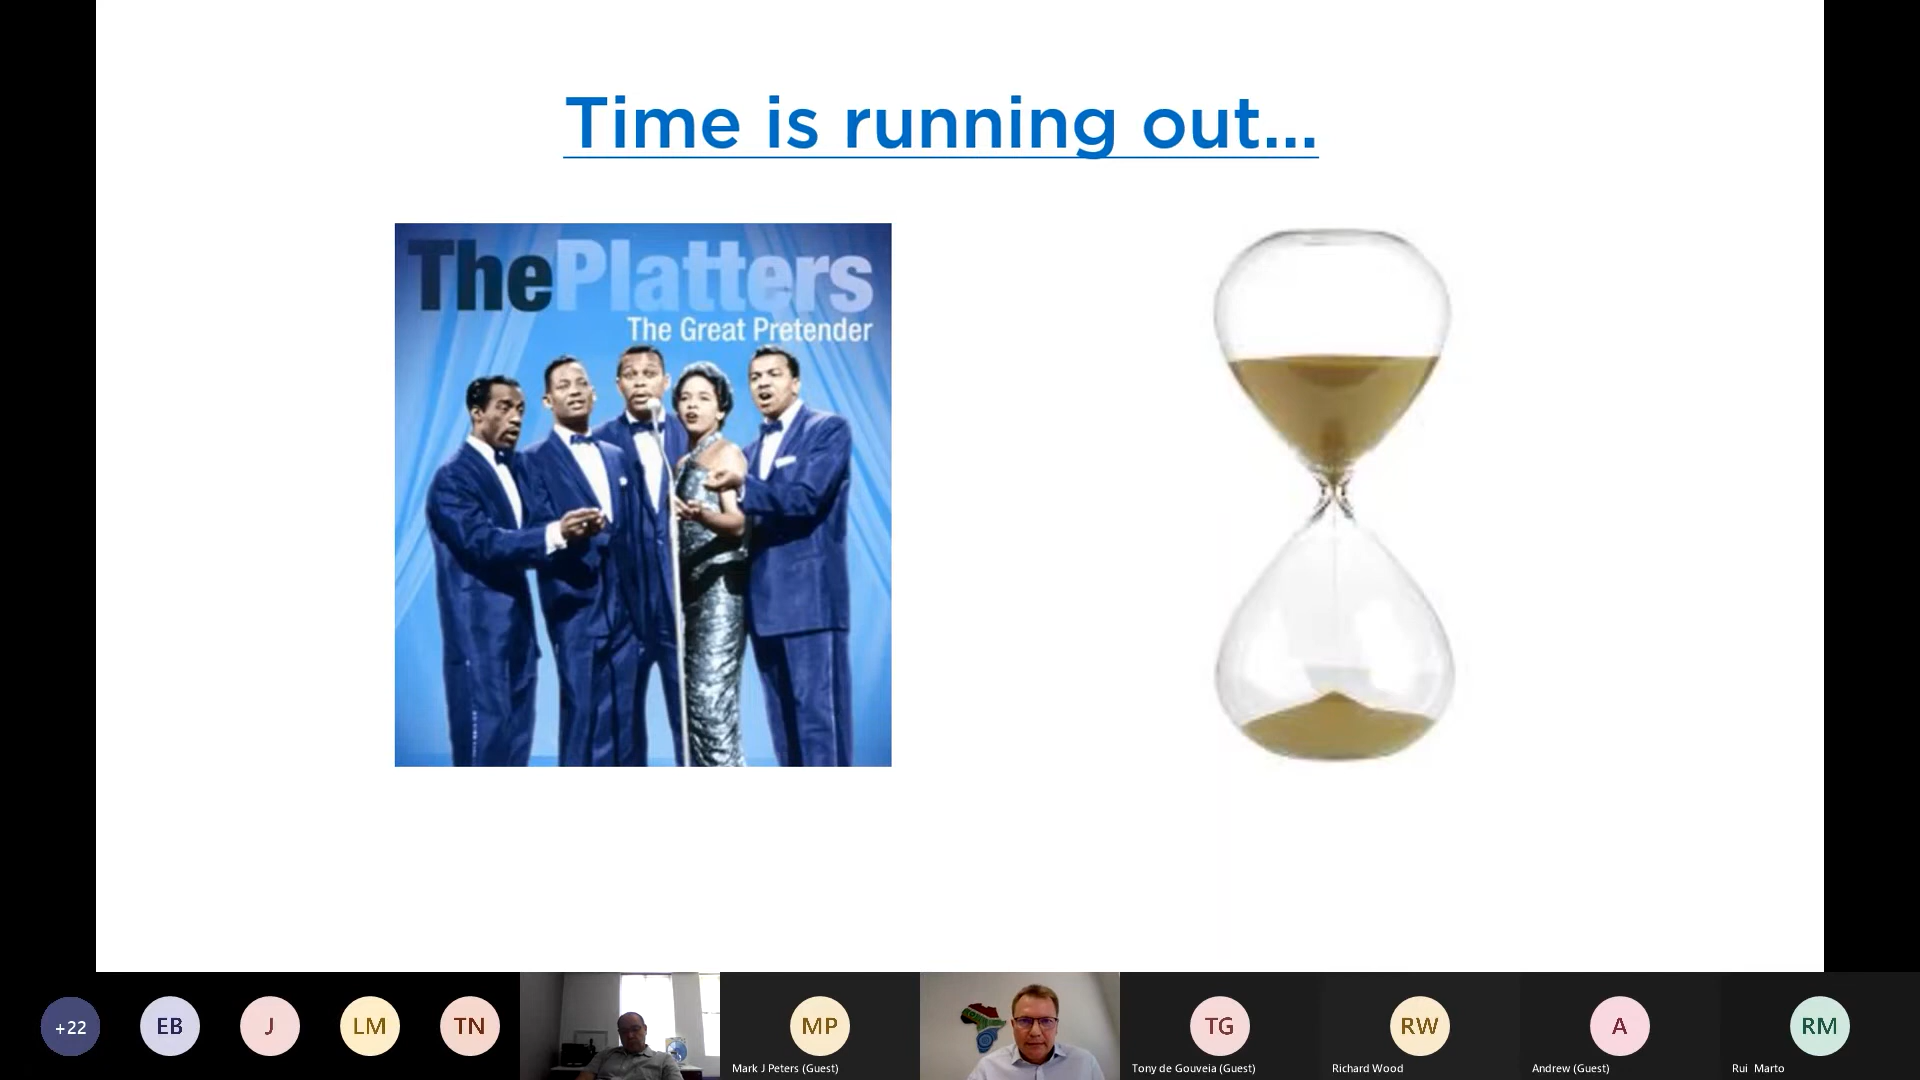 Time is running out...
ThePlatters
The Great Pretender
+22
EB
J
LM
TN
MP
Mark J Peters (Guest)
TG
Tony de Gouveia (Guest)
RW
Richard Wood
A
Andrew (Guest)
RM
Rui Marto